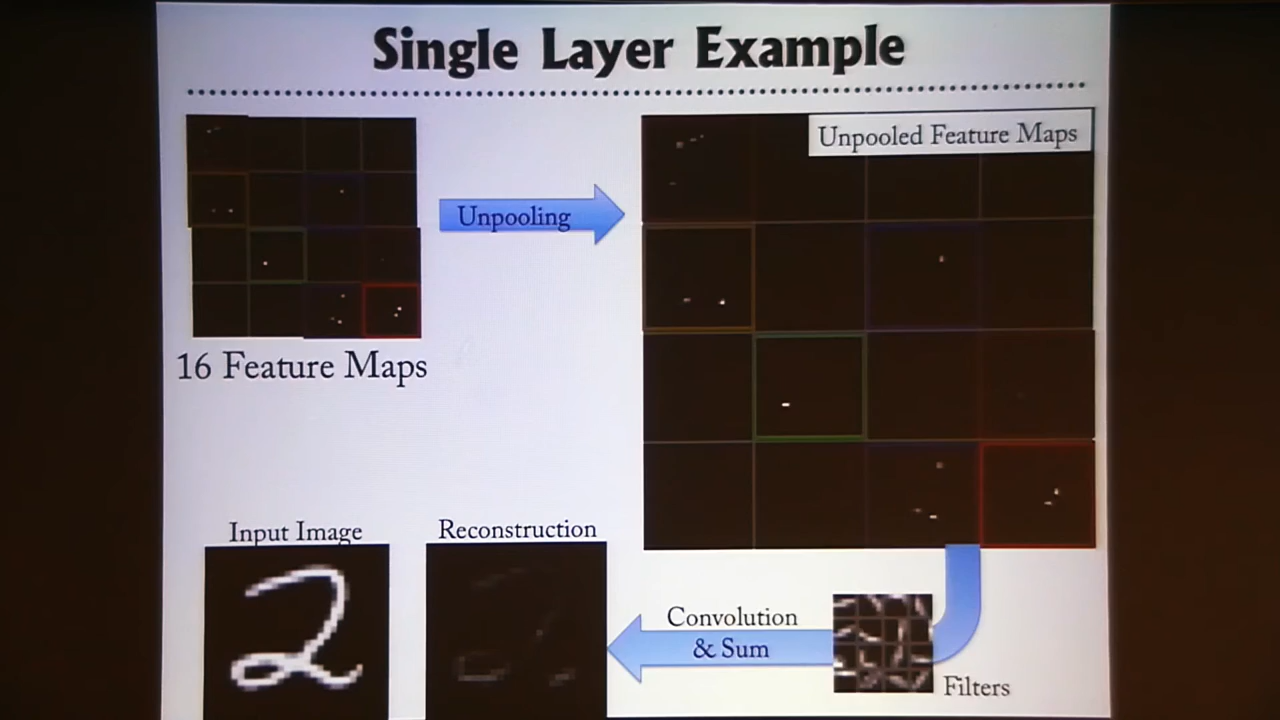 Single Layer Example
Unpooled Feature Maps
Unpooling
16 Feature Maps
Input Image
Reconstruction
Convolution
& Sum
Filters